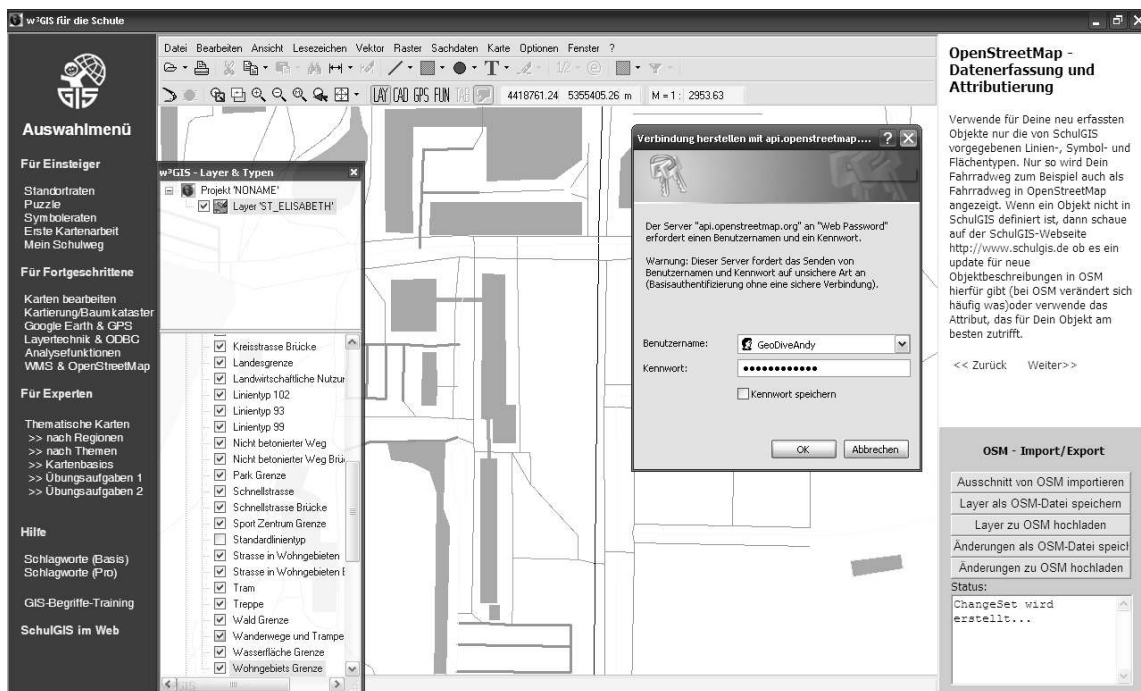 w³GIS für die Schule
GIS
Auswahlmenü
Für Einsteiger
Standortraten
Puzzle
Symboleraten
Erste Kartenarbeit
Mein Schulweg
Für Fortgeschrittene
Karten bearbeiten
Kartierung/Baumkataster
Google Earth & GPS
Layertechnik & ODBC
Analysefunktionen
WMS & OpenStreetMap
Für Experten
Thematische Karten
>> nach Regionen
>> nach Themen
>> Kartenbasics
>> Übungsaufgaben 1
>> Übungsaufgaben 2
Hilfe
Schlagworte (Basis)
Schlagworte (Pro)
GIS-Begriffe-Training
SchulGIS im Web
Datei Bearbeiten Ansicht Lesezeichen Vektor Raster Sachdaten Karte Optionen Fenster ?
T 1/2 @
LAY CAD GPS FUN TAB 4418761.24 5355405.26 m M = 1 : 2953.63
w³GIS - Layer & Typen
Projekt 'NONAME'
Layer 'ST_ELISABETH'
Kreisstrasse Brücke
Landesgrenze
Landwirtschaftliche Nutzur
Linientyp 102
Linientyp 93
Linientyp 99
Nicht betonierter Weg
Nicht betonierter Weg Brü
Park Grenze
Schnellstrasse
Schnellstrasse Brücke
Sport Zentrum Grenze
Standardlinientyp
Strasse in Wohngebieten
Strasse in Wohngebieten B
Tram
Treppe
Wald Grenze
Wanderwege und Trampe
Wasserfläche Grenze
Wohngebiets Grenze
Verbindung herstellen mit api.openstreetmap....
Der Server "api.openstreetmap.org" an "Web Password"
erfordert einen Benutzernamen und ein Kennwort.
Warnung: Dieser Server fordert das Senden von
Benutzernamen und Kennwort auf unsichere Art an
(Basisauthentifizierung ohne eine sichere Verbindung).
Benutzername: GeoDiveAndy
Kennwort: ●●●●●●●●●●●●
Kennwort speichern
OK Abbrechen
OpenStreetMap -
Datenerfassung und
Attributierung
Verwende für Deine neu erfassten
Objekte nur die von SchulGIS
vorgegebenen Linien-, Symbol- und
Flächentypen. Nur so wird Dein
Fahrradweg zum Beispiel auch als
Fahrradweg in OpenStreetMap
angezeigt. Wenn ein Objekt nicht in
SchulGIS definiert ist, dann schaue
auf der SchulGIS-Webseite
http://www.schulgis.de ob es ein
update für neue
Objektbeschreibungen in OSM
hierfür gibt (bei OSM verändert sich
häufig was)oder verwende das
Attribut, das für Dein Objekt am
besten zutrifft.
<< Zurück Weiter>>
OSM - Import/Export
Ausschnitt von OSM importieren
Layer als OSM-Datei speichern
Layer zu OSM hochladen
Änderungen als OSM-Datei speich
Änderungen zu OSM hochladen
Status:
ChangeSet wird
erstellt...